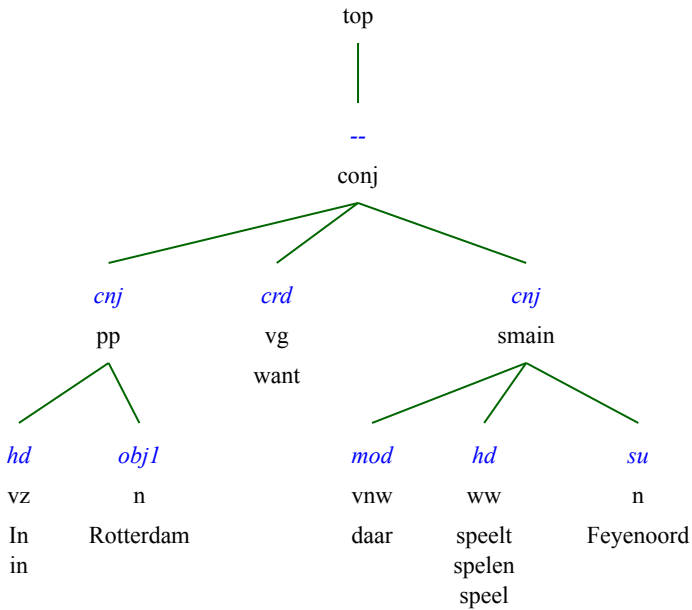 top
--
conj
cnj crd cnj
pp vg smain
want
hd obj1 mod hd su
vz n vnw ww n
In Rotterdam daar speelt Feyenoord
in spelen
speel